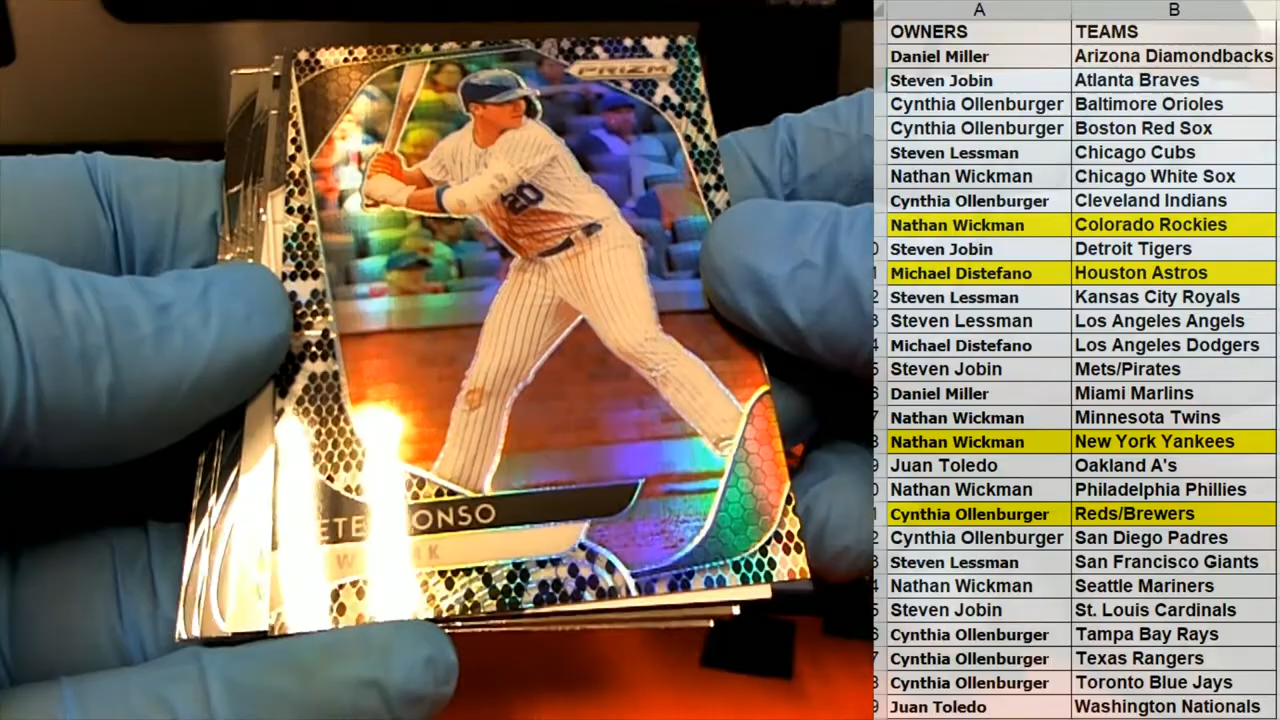 PRIZM
20
ONSO
A
B
OWNERS TEAMS
Daniel Miller Arizona Diamondbacks
Steven Jobin Atlanta Braves
Cynthia Ollenburger Baltimore Orioles
Cynthia Ollenburger Boston Red Sox
Steven Lessman Chicago Cubs
Nathan Wickman Chicago White Sox
Cynthia Ollenburger Cleveland Indians
Nathan Wickman Colorado Rockies
Steven Jobin Detroit Tigers
Michael Distefano Houston Astros
Steven Lessman Kansas City Royals
Steven Lessman Los Angeles Angels
Michael Distefano Los Angeles Dodgers
Steven Jobin Mets/Pirates
Daniel Miller Miami Marlins
Nathan Wickman Minnesota Twins
Nathan Wickman New York Yankees
Juan Toledo Oakland A's
Nathan Wickman Philadelphia Phillies
Cynthia Ollenburger Reds/Brewers
Cynthia Ollenburger San Diego Padres
Steven Lessman San Francisco Giants
Nathan Wickman Seattle Mariners
Steven Jobin St. Louis Cardinals
Cynthia Ollenburger Tampa Bay Rays
Cynthia Ollenburger Texas Rangers
Cynthia Ollenburger Toronto Blue Jays
Juan Toledo Washington Nationals